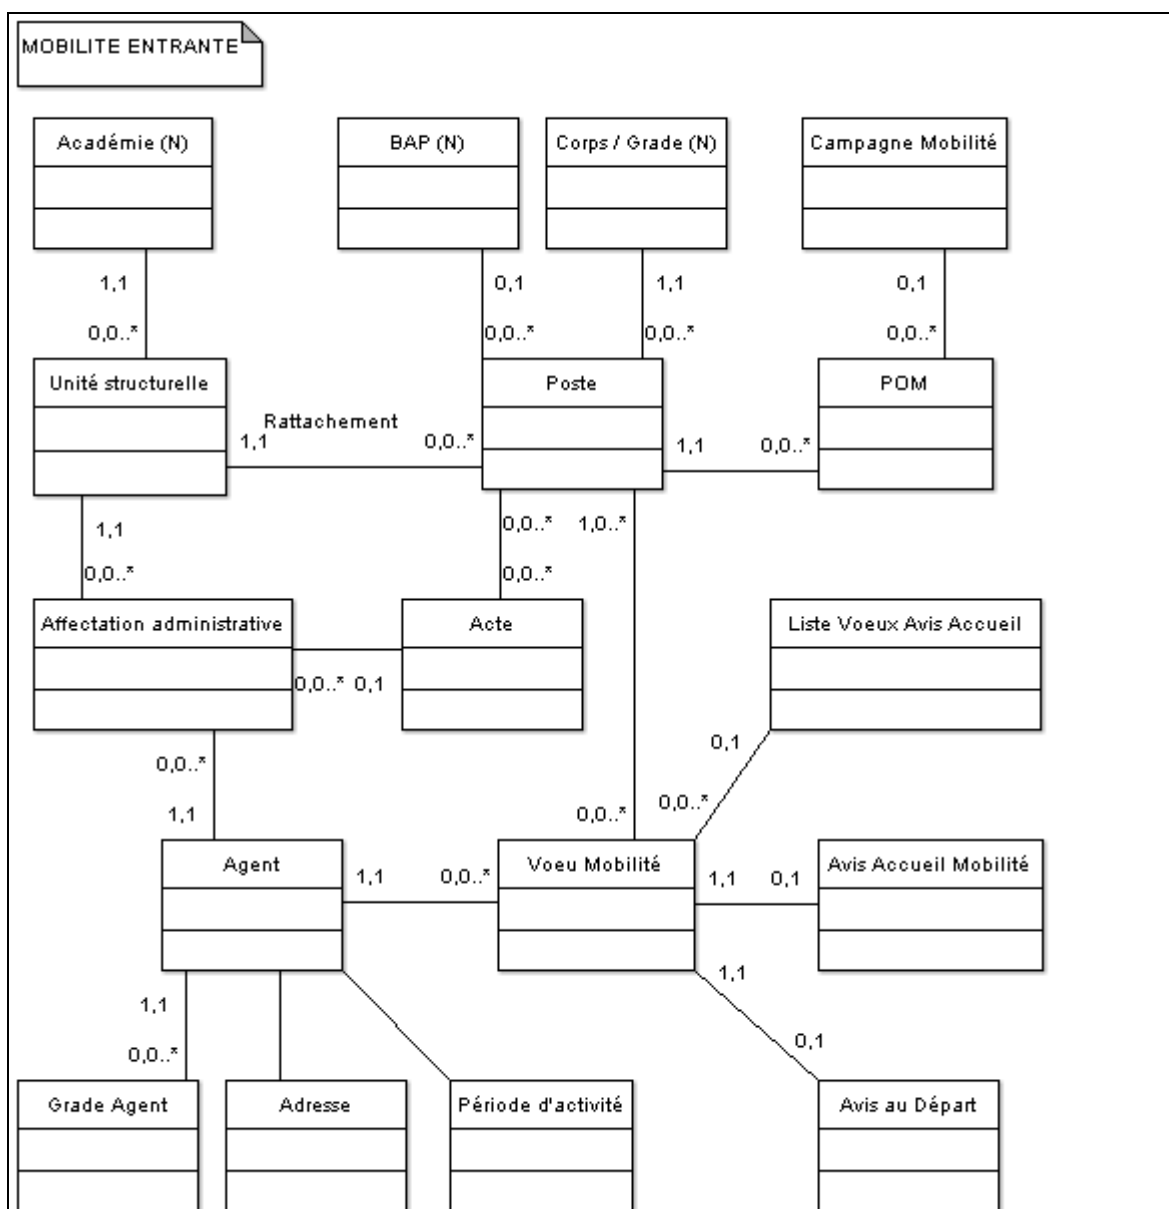 MOBILITE ENTRANTE
Académie (N)
BAP (N)
Corps / Grade (N)
Campagne Mobilité
1,1
0,1
1,1
0,1
0,0..*
0,0..*
0,0..*
0,0..*
Unité structurelle
Poste
POM
Rattachement
1,1
0,0..*
1,1
0,0..*
1,1
0,0..*
1,0..*
0,0..*
0,0..*
Affectation administrative
Acte
Liste Voeux Avis Accueil
0,0..*
0,1
0,1
0,0..*
0,0..*
1,1
0,0..*
Agent
Voeu Mobilité
Avis Accueil Mobilité
1,1
0,0..*
1,1
0,1
1,1
1,1
0,1
0,0..*
Grade Agent
Adresse
Période d'activité
Avis au Départ